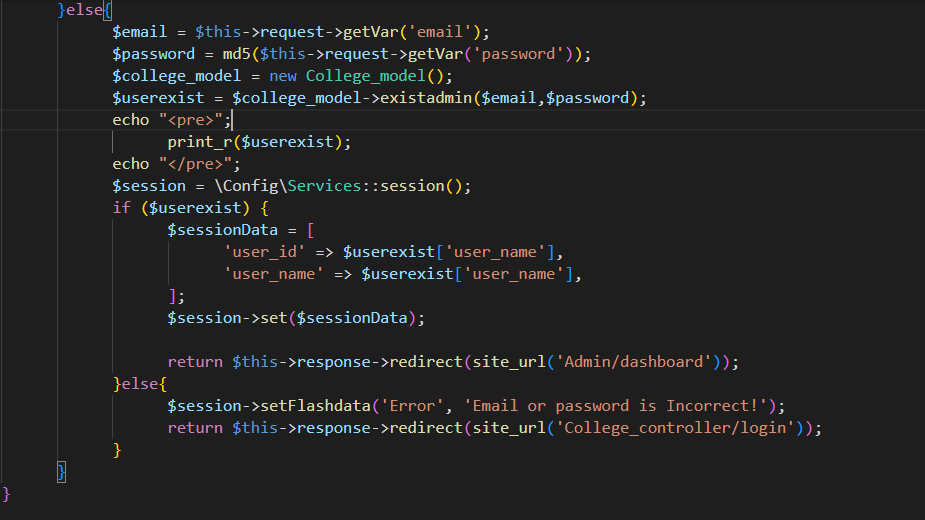 }else{
$email = $this->request->getVar('email');
$password = md5($this->request->getVar('password'));
$college_model = new College_model();
$userexist = $college_model->existadmin($email,$password);
echo "<pre>";
print_r($userexist);
echo "</pre>";
$session = \Config\Services::session();
if ($userexist) {
$sessionData = [
'user_id' => $userexist['user_name'],
'user_name' => $userexist['user_name'],
];
$session->set($sessionData);
return $this->response->redirect(site_url('Admin/dashboard'));
}else{
$session->setFlashdata('Error', 'Email or password is Incorrect!');
return $this->response->redirect(site_url('College_controller/login'));
}
}
}